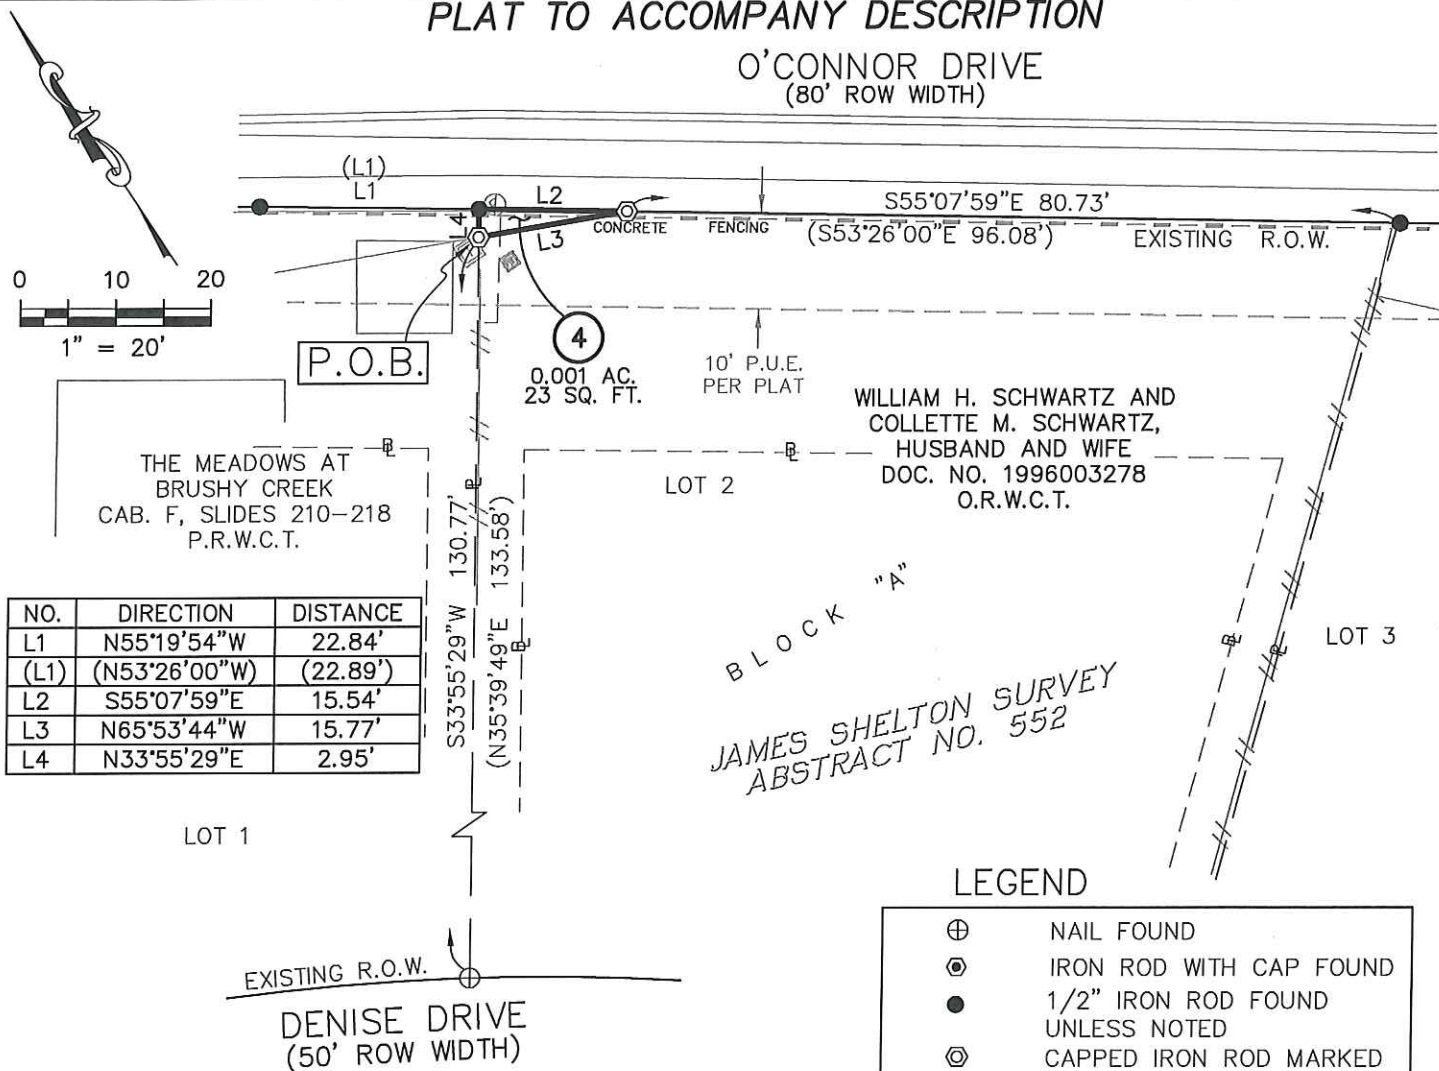 PLAT TO ACCOMPANY DESCRIPTION
O'CONNOR DRIVE
(80' ROW WIDTH)
(L1)
L1
L2
L3
L4
CONCRETE FENCING
S55°07'59"E 80.73'
(S53°26'00"E 96.08')
EXISTING R.O.W.
0 10 20
1" = 20'
P.O.B.
4
0.001 AC.
23 SQ. FT.
10' P.U.E.
PER PLAT
WILLIAM H. SCHWARTZ AND
COLLETTE M. SCHWARTZ,
HUSBAND AND WIFE
DOC. NO. 1996003278
O.R.W.C.T.
THE MEADOWS AT
BRUSHY CREEK
CAB. F, SLIDES 210-218
P.R.W.C.T.
LOT 2
S33°55'29"W 130.77'
(N35°39'49"E 133.58')
BLOCK "A"
LOT 3
JAMES SHELTON SURVEY
ABSTRACT NO. 552
NO. DIRECTION DISTANCE
L1 N55°19'54"W 22.84'
(L1) (N53°26'00"W) (22.89')
L2 S55°07'59"E 15.54'
L3 N65°53'44"W 15.77'
L4 N33°55'29"E 2.95'
LOT 1
EXISTING R.O.W.
DENISE DRIVE
(50' ROW WIDTH)
LEGEND
NAIL FOUND
IRON ROD WITH CAP FOUND
1/2" IRON ROD FOUND
UNLESS NOTED
CAPPED IRON ROD MARKED